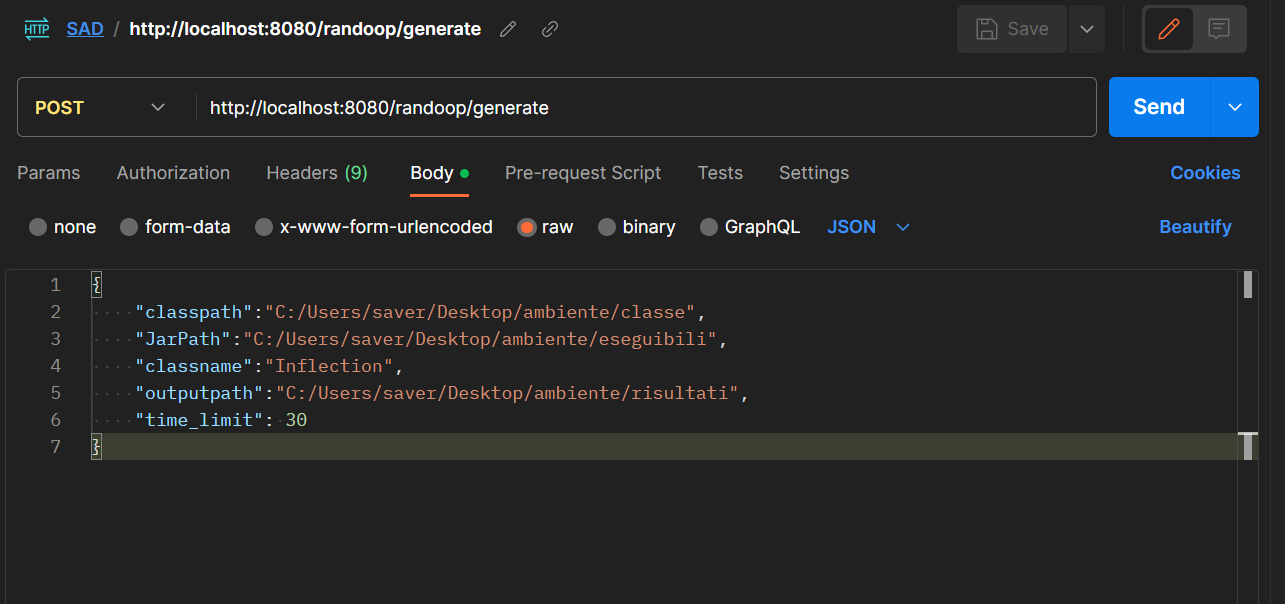 HTTP SAD / http://localhost:8080/randoop/generate Save
POST http://localhost:8080/randoop/generate Send
Params Authorization Headers (9) Body Pre-request Script Tests Settings Cookies
none form-data x-www-form-urlencoded raw binary GraphQL JSON Beautify
1 {
2 "classpath":"C:/Users/saver/Desktop/ambiente/classe",
3 "JarPath":"C:/Users/saver/Desktop/ambiente/eseguibili",
4 "classname":"Inflection",
5 "outputpath":"C:/Users/saver/Desktop/ambiente/risultati",
6 "time_limit": 30
7 }